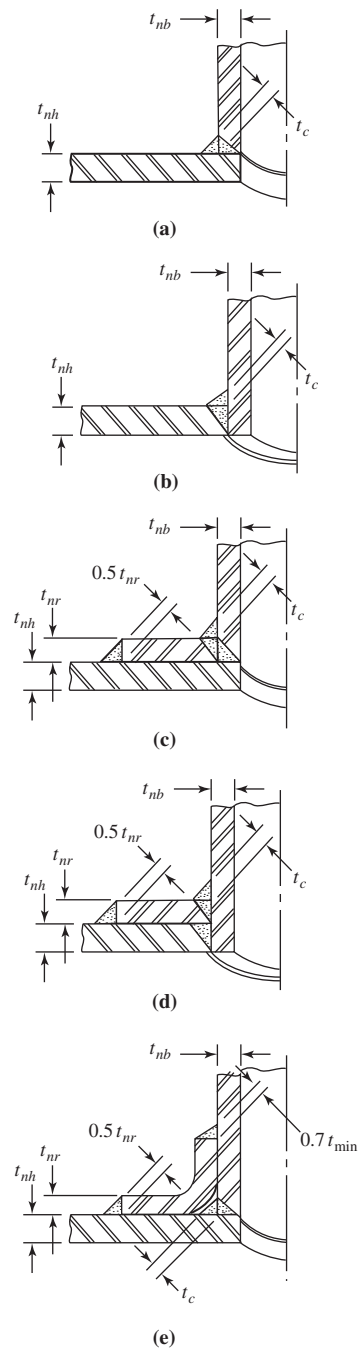 t_nb
t_nh
t_c
(a)
t_nb
t_nh
t_c
(b)
t_nb
0.5 t_nr
t_nr
t_nh
t_c
(c)
t_nb
0.5 t_nr
t_nr
t_nh
t_c
(d)
t_nb
0.5 t_nr
t_nr
t_nh
0.7 t_min
t_c
(e)